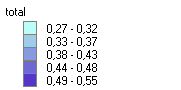 total
0,27 - 0,32
0,33 - 0,37
0,38 - 0,43
0,44 - 0,48
0,49 - 0,55